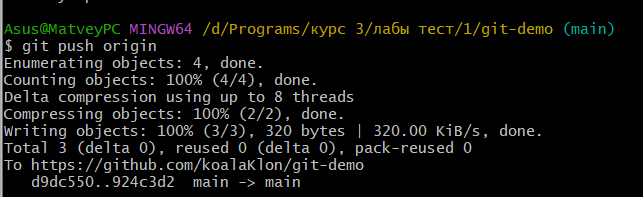 Asus@MatveyPC MINGW64 /d/Programs/курс 3/лабы тест/1/git-demo (main)
$ git push origin
Enumerating objects: 4, done.
Counting objects: 100% (4/4), done.
Delta compression using up to 8 threads
Compressing objects: 100% (2/2), done.
Writing objects: 100% (3/3), 320 bytes | 320.00 KiB/s, done.
Total 3 (delta 0), reused 0 (delta 0), pack-reused 0
To https://github.com/koalaKlon/git-demo
   d9dc550..924c3d2  main -> main